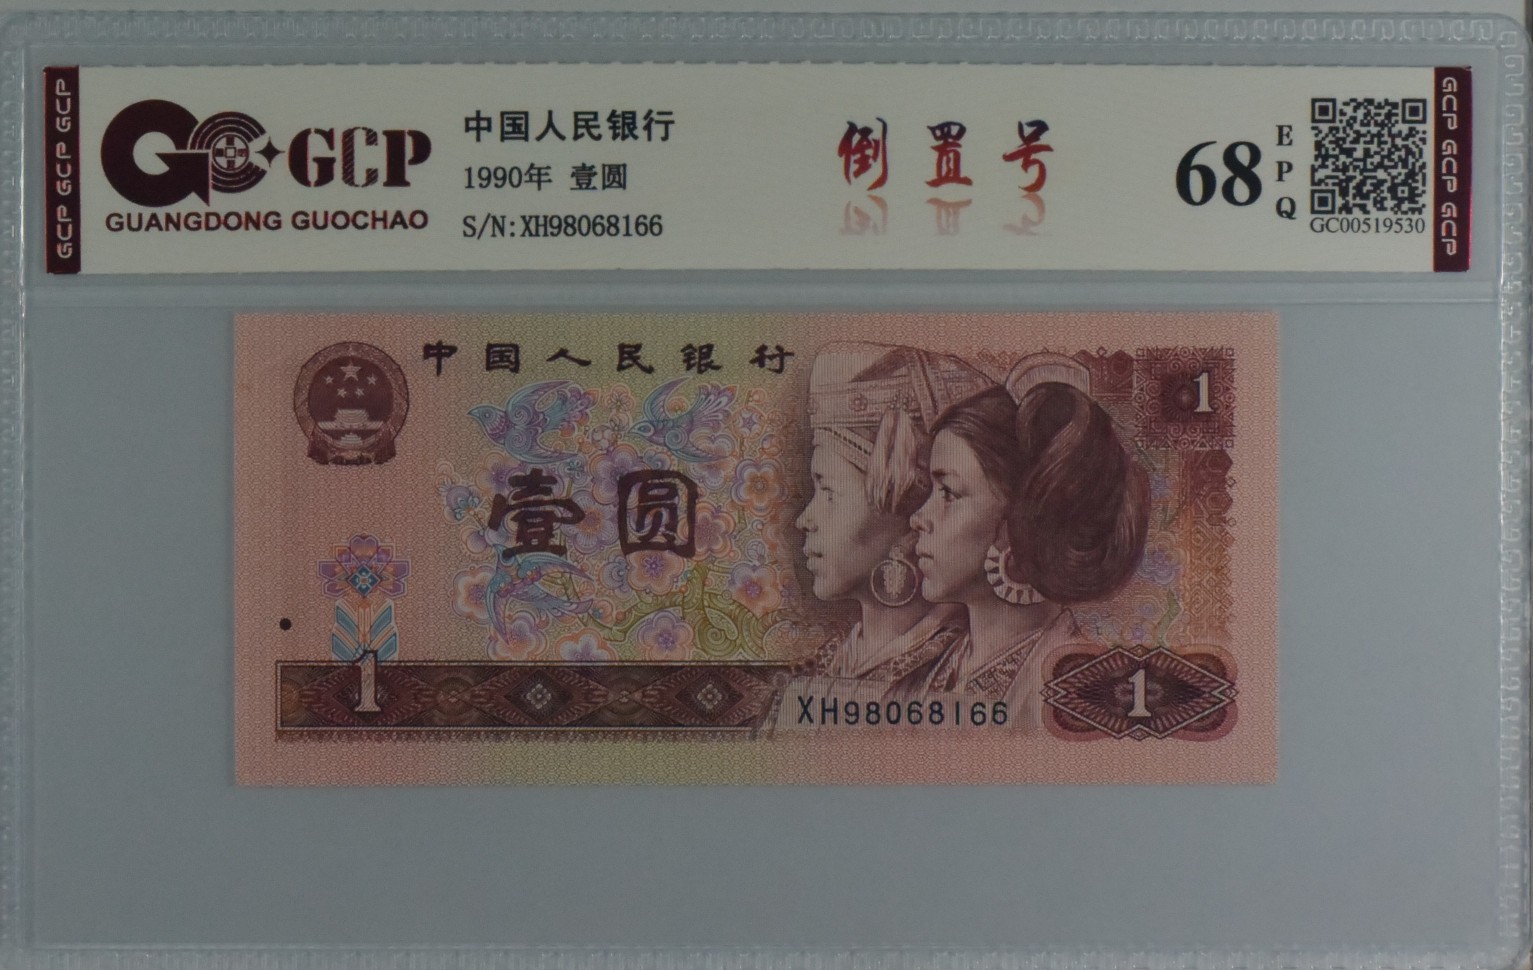 GCP GCP GCP
GCP
GUANGDONG GUOCHAO
中国人民银行
1990年 壹圆
S/N:XH98068166
倒置号
68
E
P
Q
GC00519530
GCP GCP GCP
中国人民银行
1
壹圆
1
XH98068166
1